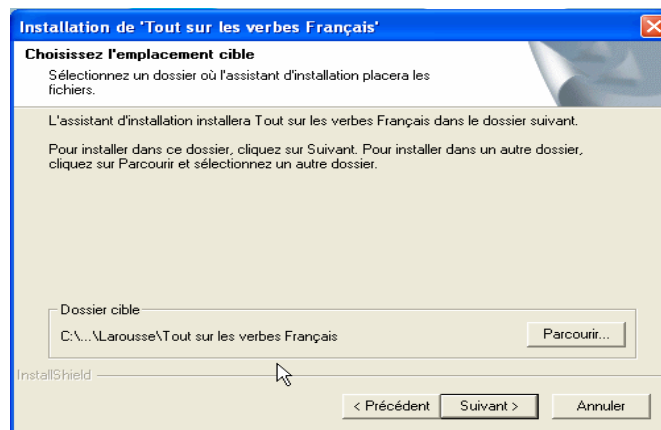 Installation de 'Tout sur les verbes Français'
Choisissez l'emplacement cible
Sélectionnez un dossier où l'assistant d'installation placera les
fichiers.
L'assistant d'installation installera Tout sur les verbes Français dans le dossier suivant.
Pour installer dans ce dossier, cliquez sur Suivant. Pour installer dans un autre dossier,
cliquez sur Parcourir et sélectionnez un autre dossier.
Dossier cible
C:\...\Larousse\Tout sur les verbes Français
Parcourir...
InstallShield
< Précédent
Suivant >
Annuler